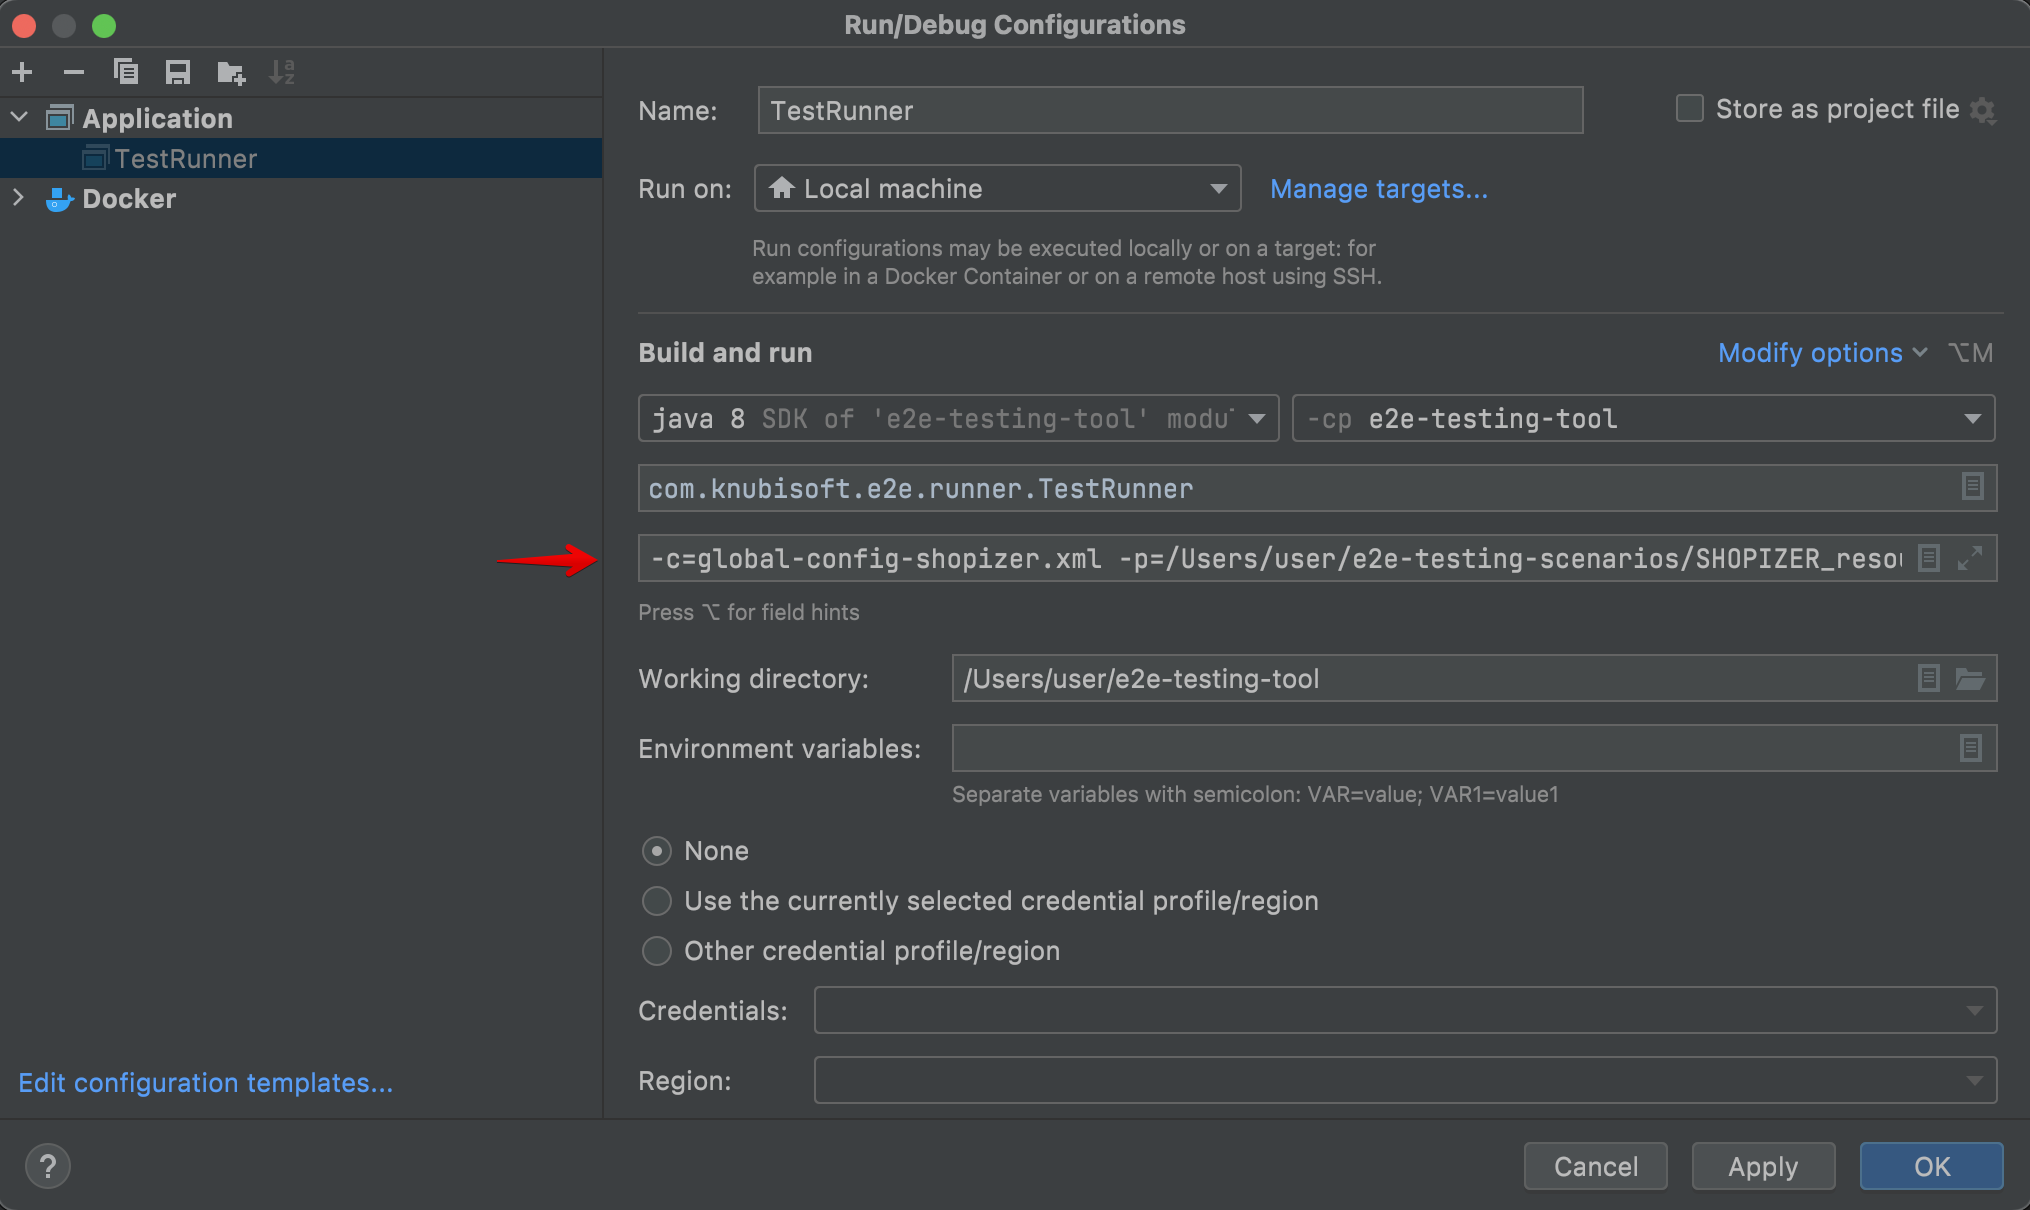 Run/Debug Configurations
Application
TestRunner
Docker
Edit configuration templates...
Name: TestRunner
Store as project file
Run on: Local machine Manage targets...
Run configurations may be executed locally or on a target: for
example in a Docker Container or on a remote host using SSH.
Build and run Modify options ⌥M
java 8 SDK of 'e2e-testing-tool' modu
-cp e2e-testing-tool
com.knubisoft.e2e.runner.TestRunner
-c=global-config-shopizer.xml -p=/Users/user/e2e-testing-scenarios/SHOPIZER_resou
Press ⌥ for field hints
Working directory: /Users/user/e2e-testing-tool
Environment variables:
Separate variables with semicolon: VAR=value; VAR1=value1
None
Use the currently selected credential profile/region
Other credential profile/region
Credentials:
Region:
? Cancel Apply OK